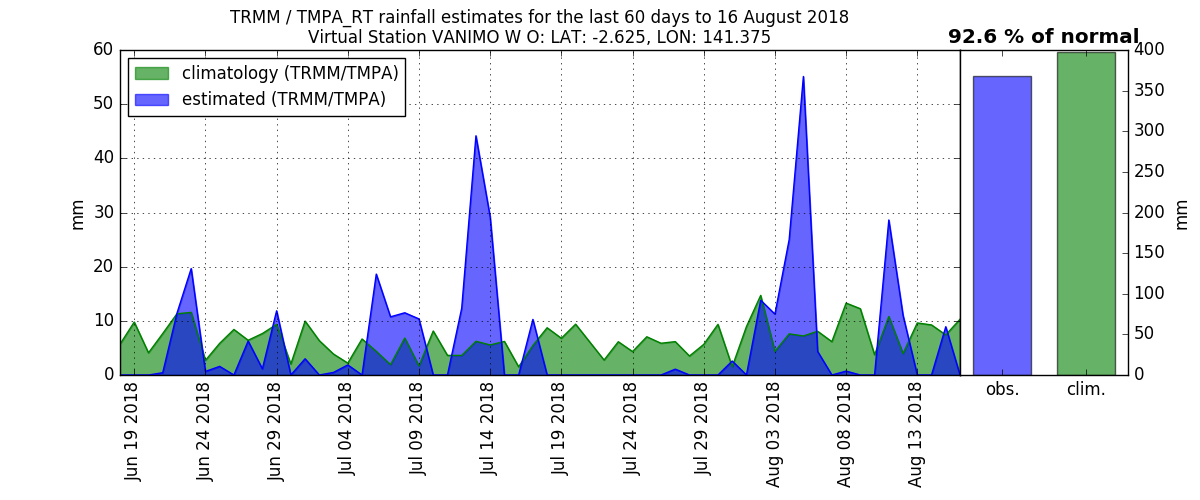 TRMM / TMPA_RT rainfall estimates for the last 60 days to 16 August 2018
Virtual Station VANIMO W O: LAT: -2.625, LON: 141.375
92.6 % of normal
climatology (TRMM/TMPA)
estimated (TRMM/TMPA)
60
50
40
30
20
10
0
mm
Jun 19 2018
Jun 24 2018
Jun 29 2018
Jul 04 2018
Jul 09 2018
Jul 14 2018
Jul 19 2018
Jul 24 2018
Jul 29 2018
Aug 03 2018
Aug 08 2018
Aug 13 2018
obs.
clim.
400
350
300
250
200
150
100
50
0
mm